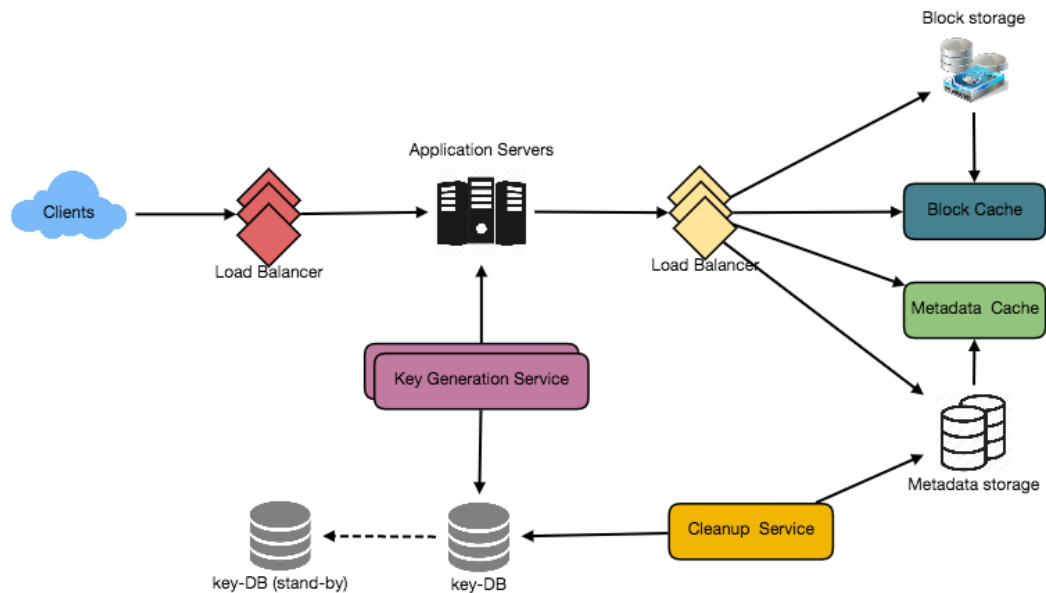 Block storage
Application Servers
Clients
Block Cache
Load Balancer
Load Balancer
Metadata Cache
Key Generation Service
Metadata storage
Cleanup Service
key-DB (stand-by)
key-DB